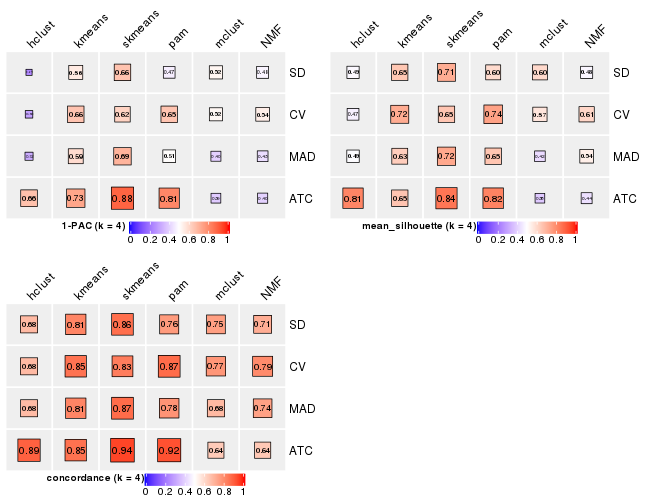 hclust kmeans skmeans pam mclust NMF
0.56 0.66 0.47 0.52 0.48 SD
0.66 0.62 0.65 0.52 0.54 CV
0.59 0.69 0.51 MAD
0.66 0.73 0.88 0.81 ATC
1-PAC (k = 4)
0 0.2 0.4 0.6 0.8 1
hclust kmeans skmeans pam mclust NMF
0.49 0.65 0.71 0.60 0.60 0.48 SD
0.47 0.72 0.65 0.74 0.57 0.61 CV
0.49 0.63 0.72 0.65 0.54 MAD
0.81 0.65 0.84 0.82 ATC
mean_silhouette (k = 4)
0 0.2 0.4 0.6 0.8 1
hclust kmeans skmeans pam mclust NMF
0.68 0.81 0.86 0.76 0.75 0.71 SD
0.68 0.85 0.83 0.87 0.77 0.79 CV
0.68 0.81 0.87 0.78 0.68 0.74 MAD
0.89 0.85 0.94 0.92 0.64 0.64 ATC
concordance (k = 4)
0 0.2 0.4 0.6 0.8 1